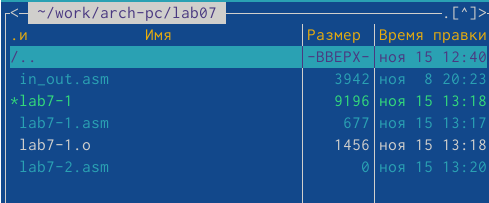 <─ ~/work/arch-pc/lab07 ─.[^]>
.и Имя Размер Время правки
/.. -ВВЕРХ- ноя 15 12:40
in_out.asm 3942 ноя 8 20:23
*lab7-1 9196 ноя 15 13:18
lab7-1.asm 677 ноя 15 13:17
lab7-1.o 1456 ноя 15 13:18
lab7-2.asm 0 ноя 15 13:20